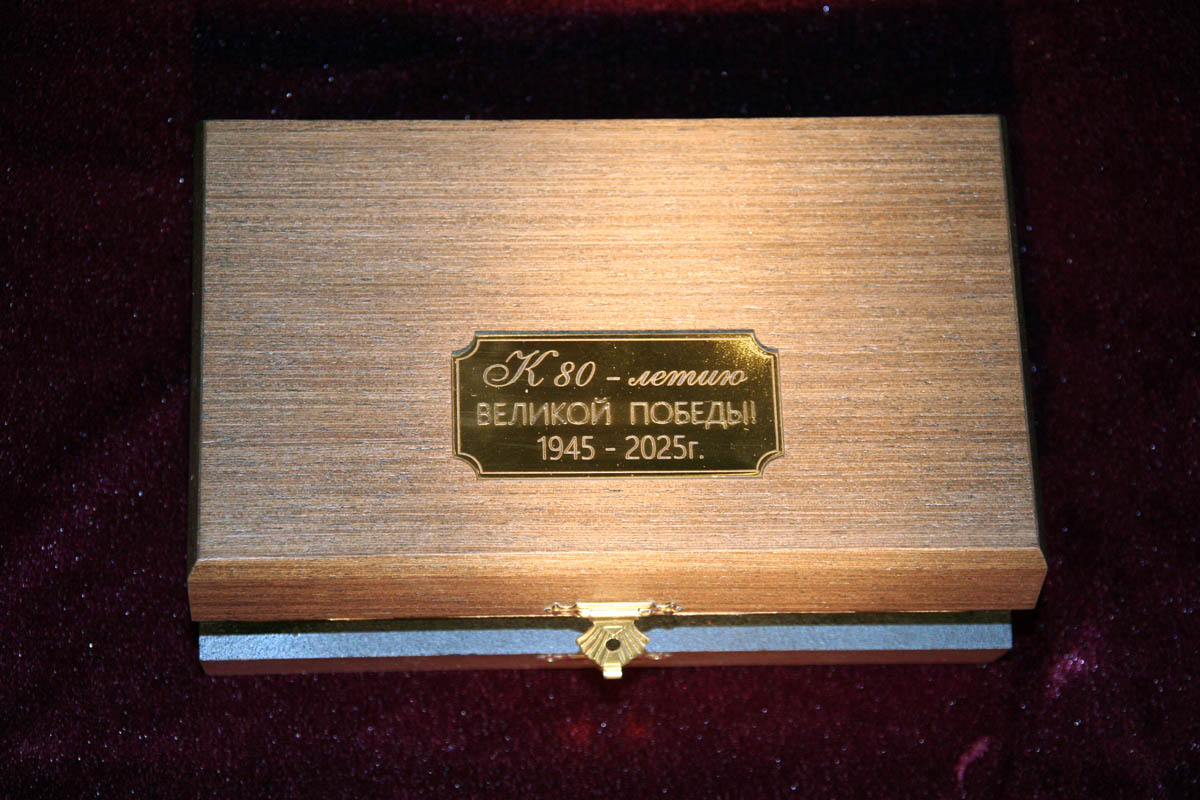 К 80 – летию
ВЕЛИКОЙ ПОБЕДЫ!
1945 - 2025г.